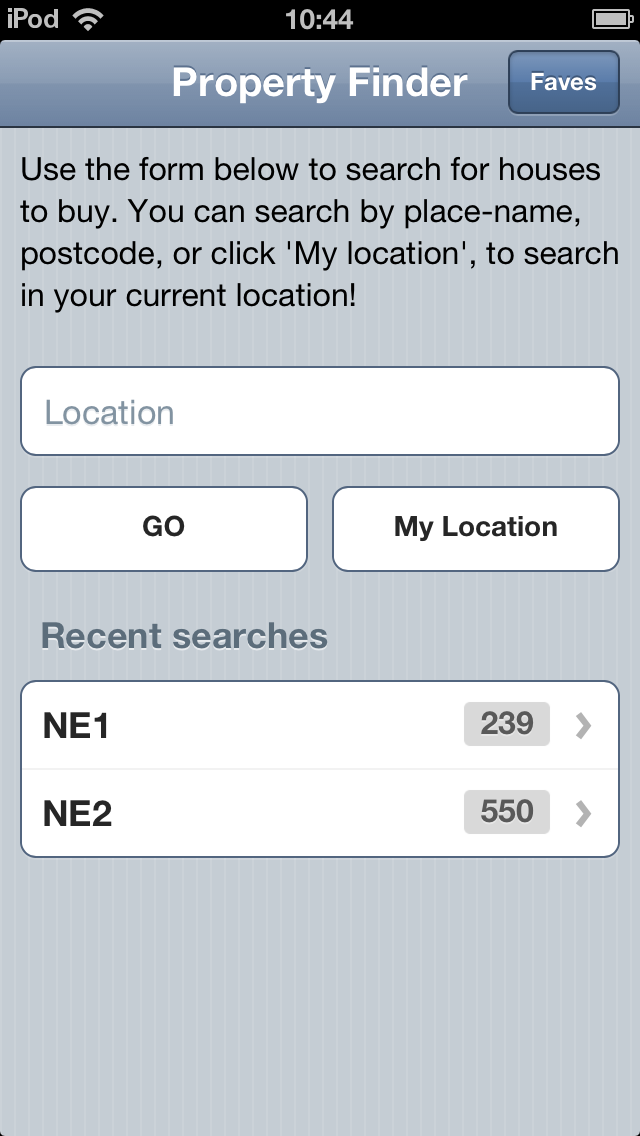 iPod 10:44
Property Finder Faves
Use the form below to search for houses
to buy. You can search by place-name,
postcode, or click 'My location', to search
in your current location!
Location
GO My Location
Recent searches
NE1 239
NE2 550